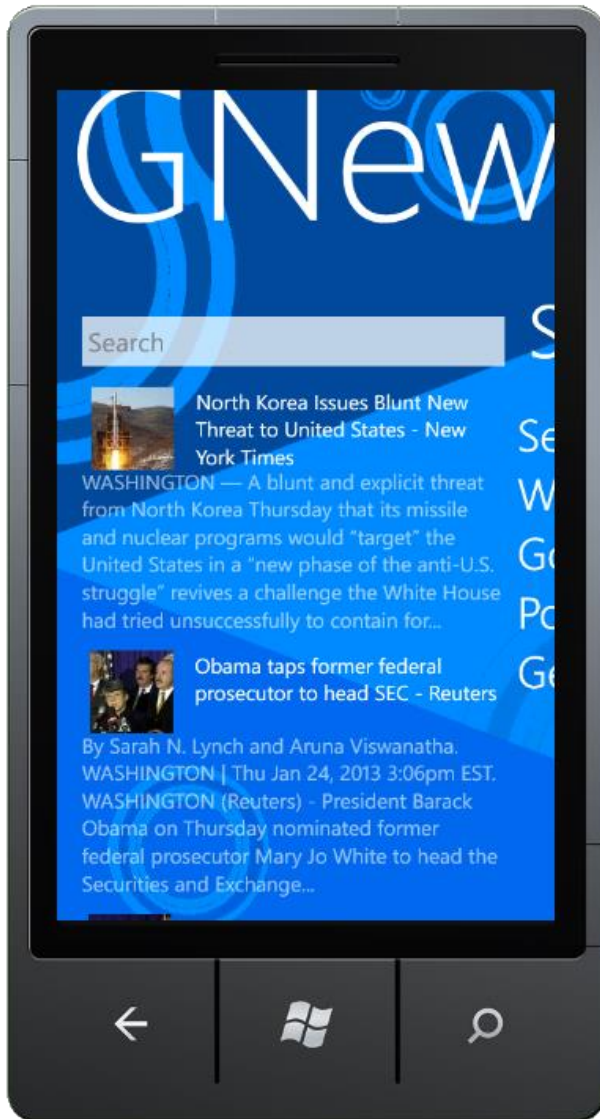 GNew
Search
S
North Korea Issues Blunt New
Threat to United States - New
York Times
WASHINGTON — A blunt and explicit threat
from North Korea Thursday that its missile
and nuclear programs would "target" the
United States in a "new phase of the anti-U.S.
struggle" revives a challenge the White House
had tried unsuccessfully to contain for...
Obama taps former federal
prosecutor to head SEC - Reuters
By Sarah N. Lynch and Aruna Viswanatha.
WASHINGTON | Thu Jan 24, 2013 3:06pm EST.
WASHINGTON (Reuters) - President Barack
Obama on Thursday nominated former
federal prosecutor Mary Jo White to head the
Securities and Exchange...
Se
W
Go
Po
Ge